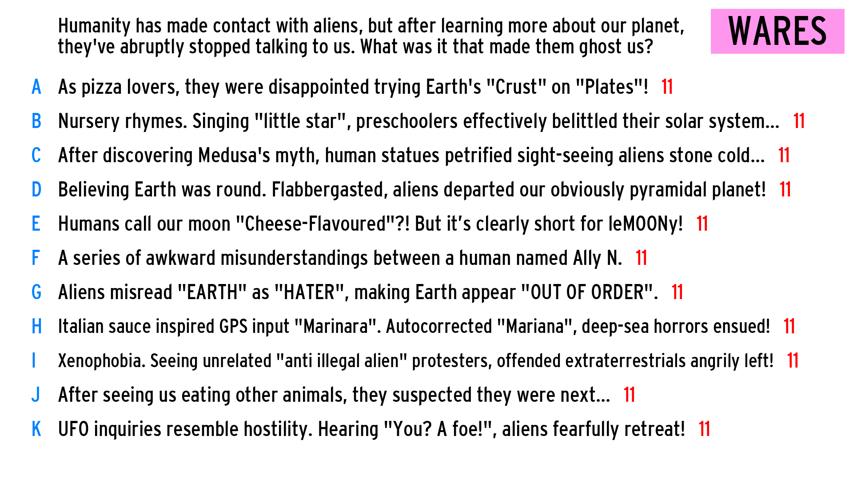 Humanity has made contact with aliens, but after learning more about our planet,
they've abruptly stopped talking to us. What was it that made them ghost us?
WARES
A As pizza lovers, they were disappointed trying Earth's "Crust" on "Plates"! 11
B Nursery rhymes. Singing "little star", preschoolers effectively belittled their solar system... 11
C After discovering Medusa's myth, human statues petrified sight-seeing aliens stone cold... 11
D Believing Earth was round. Flabbergasted, aliens departed our obviously pyramidal planet! 11
E Humans call our moon "Cheese-Flavoured"?! But it's clearly short for leMOONy! 11
F A series of awkward misunderstandings between a human named Ally N. 11
G Aliens misread "EARTH" as "HATER", making Earth appear "OUT OF ORDER". 11
H Italian sauce inspired GPS input "Marinara". Autocorrected "Mariana", deep-sea horrors ensued! 11
I Xenophobia. Seeing unrelated "anti illegal alien" protesters, offended extraterrestrials angrily left! 11
J After seeing us eating other animals, they suspected they were next... 11
K UFO inquiries resemble hostility. Hearing "You? A foe!", aliens fearfully retreat! 11